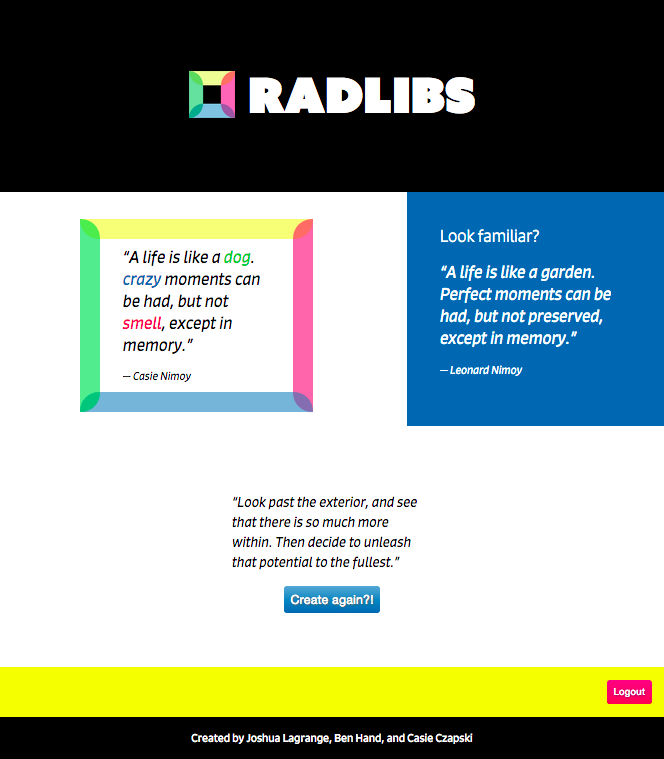 RADLIBS
“A life is like a dog.
crazy moments can
be had, but not
smell, except in
memory.”
— Casie Nimoy
Look familiar?
“A life is like a garden.
Perfect moments can be
had, but not preserved,
except in memory.”
— Leonard Nimoy
“Look past the exterior, and see
that there is so much more
within. Then decide to unleash
that potential to the fullest.”
Create again?!
Logout
Created by Joshua Lagrange, Ben Hand, and Casie Czapski